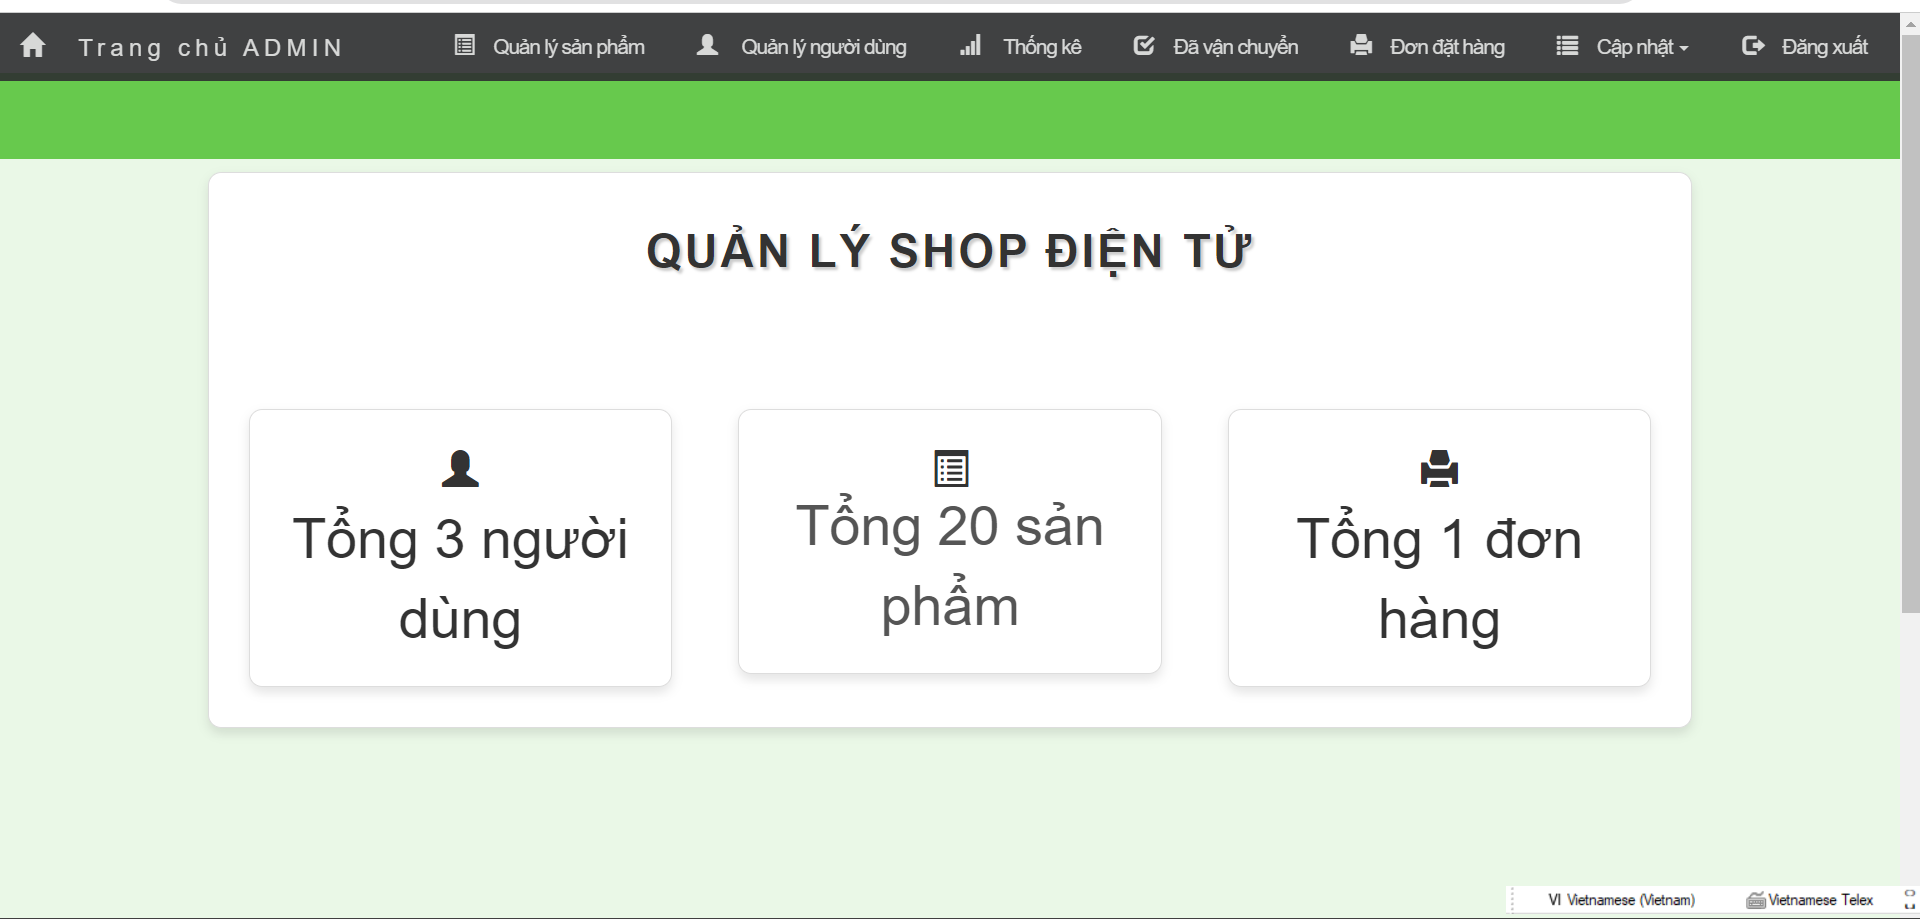 Trang chủ ADMIN Quản lý sản phẩm Quản lý người dùng Thống kê Đã vận chuyển Đơn đặt hàng Cập nhật Đăng xuất
QUẢN LÝ SHOP ĐIỆN TỬ
Tổng 3 người
dùng
Tổng 20 sản
phẩm
Tổng 1 đơn
hàng
VI Vietnamese (Vietnam) Vietnamese Telex